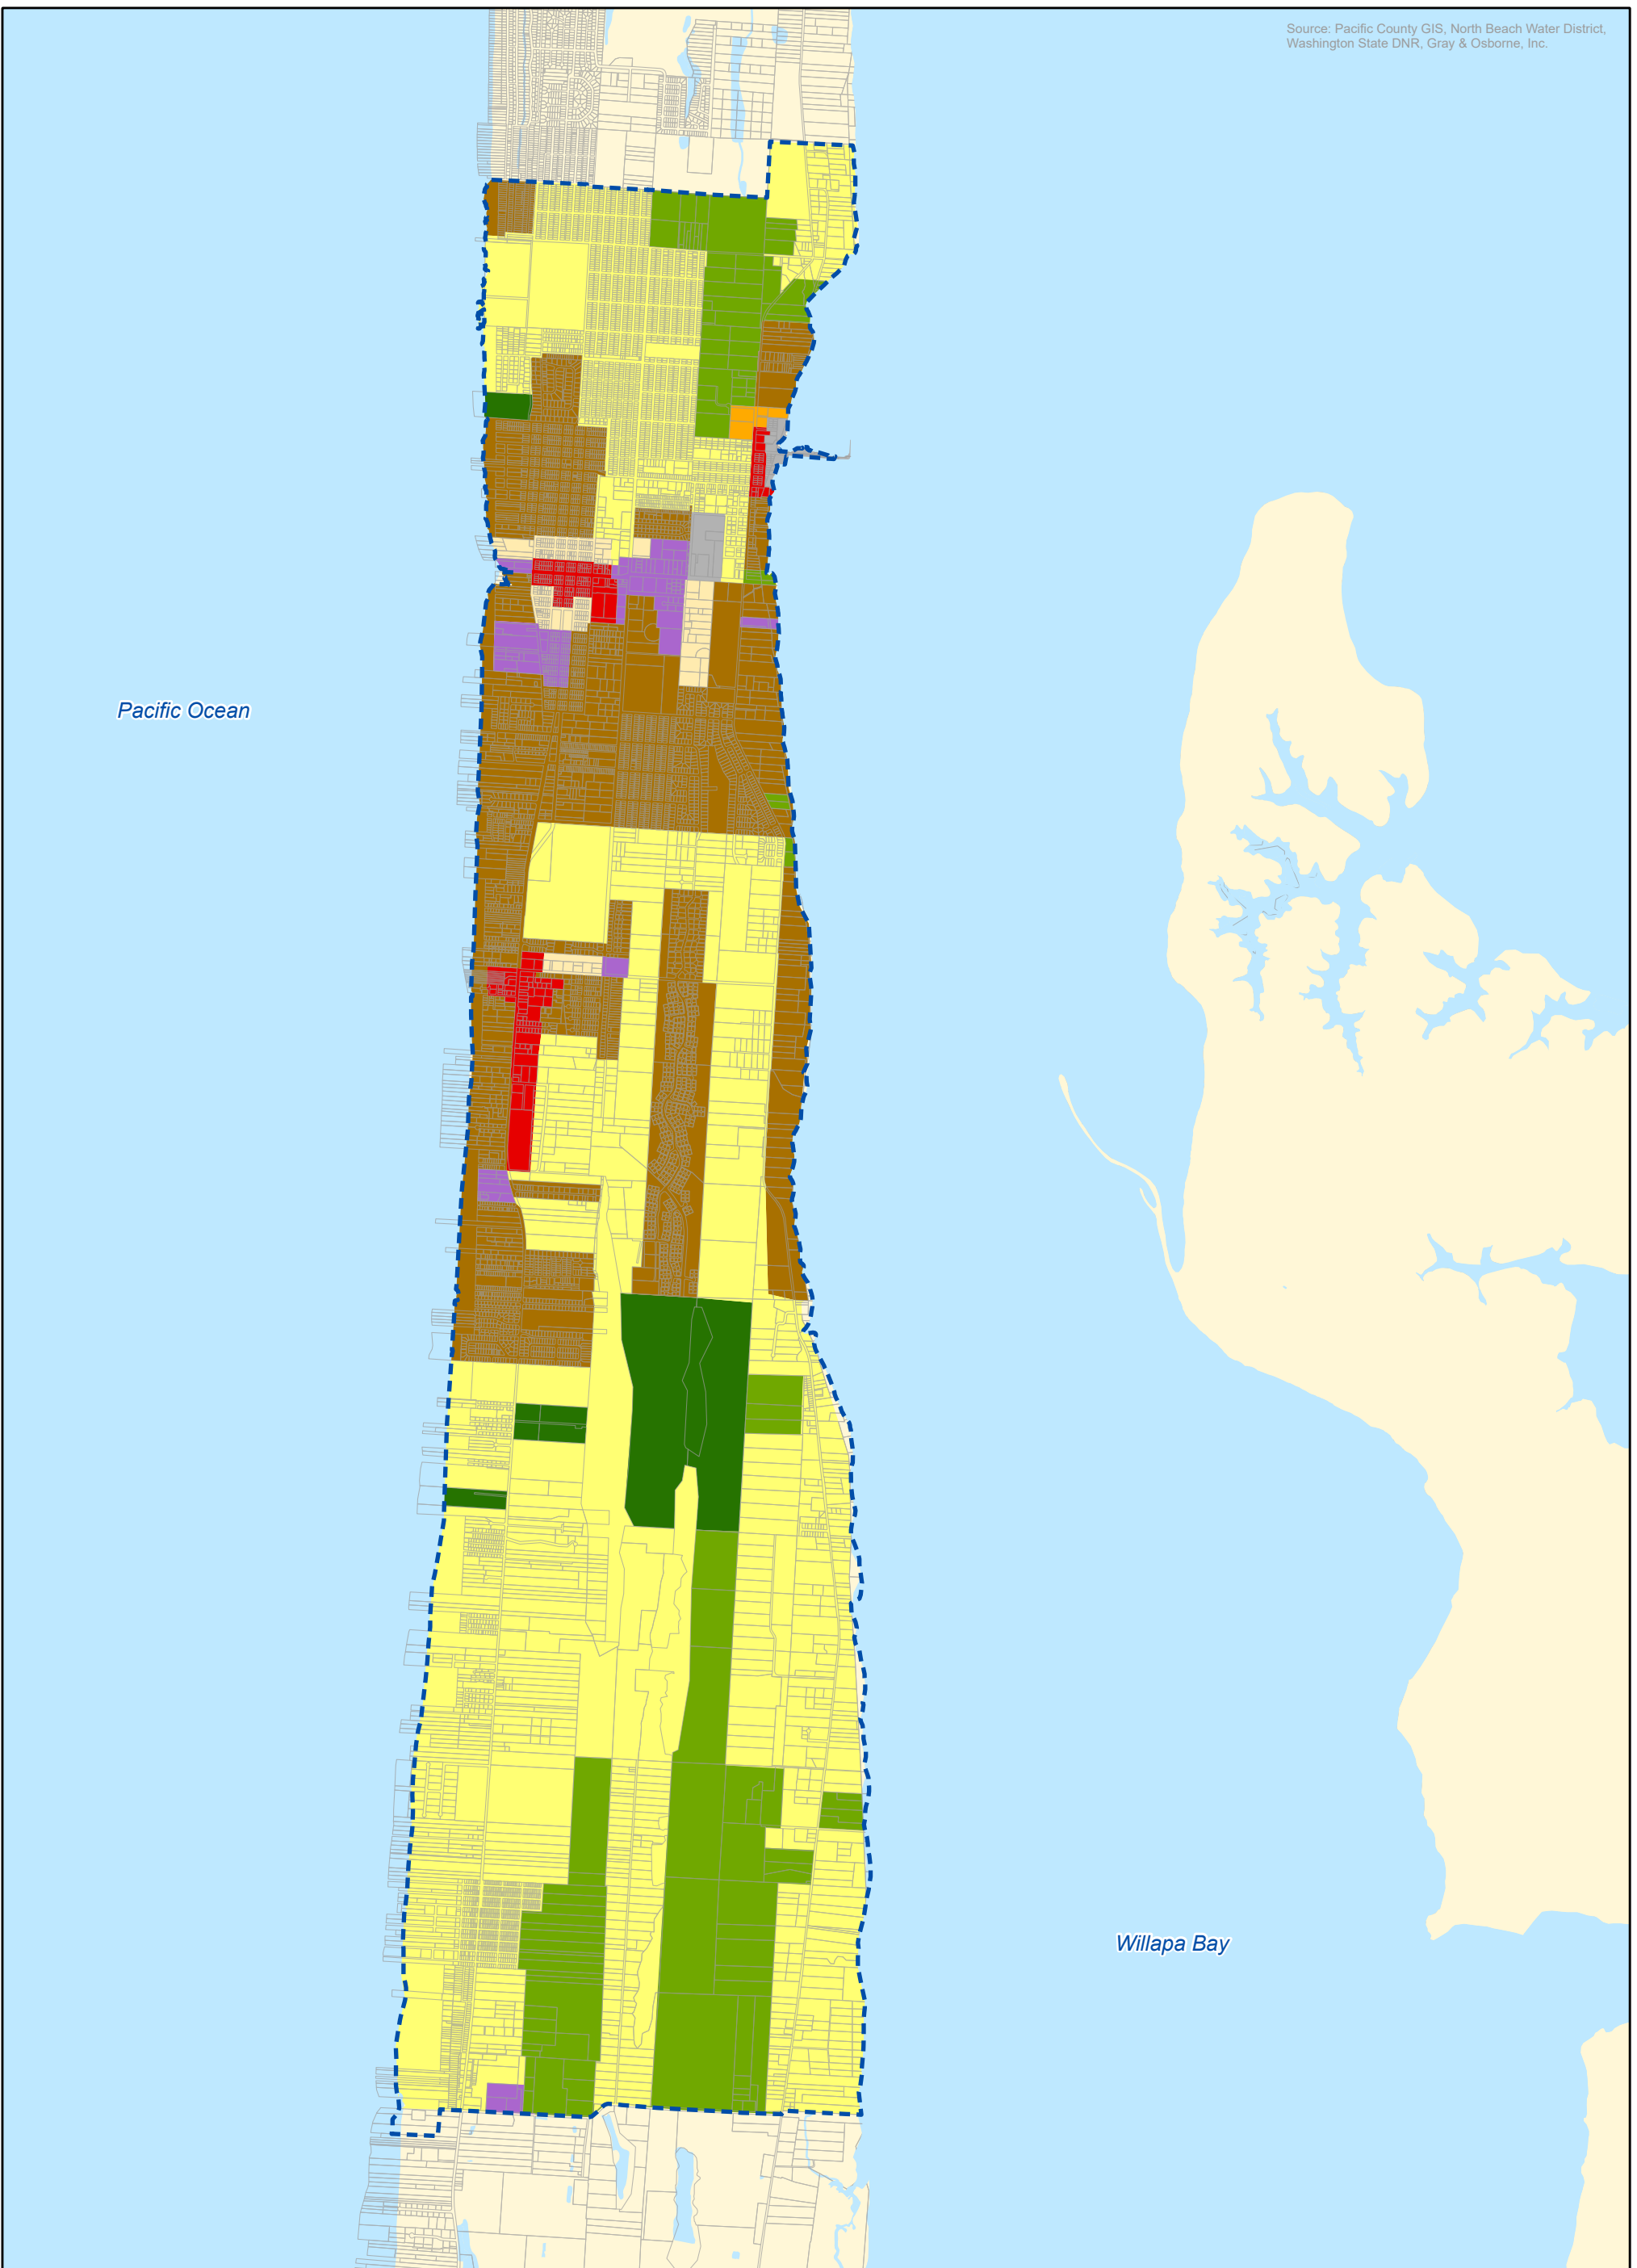 Source: Pacific County GIS, North Beach Water District,
Washington State DNR, Gray & Osborne, Inc.
Pacific Ocean
Willapa Bay